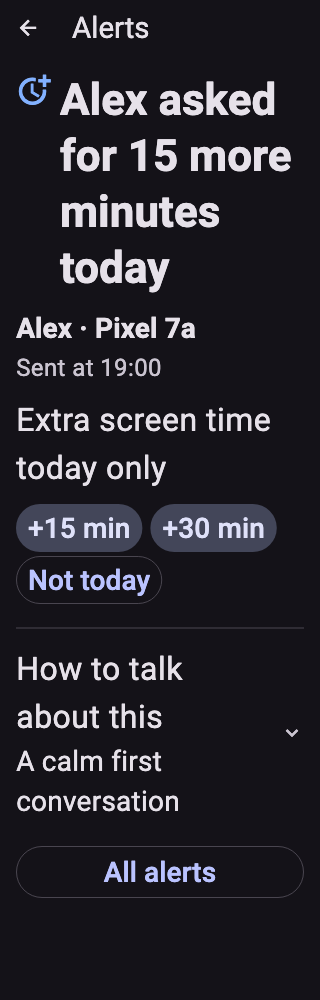 Alerts
Alex asked
for 15 more
minutes
today
Alex · Pixel 7a
Sent at 19:00
Extra screen time
today only
+15 min
+30 min
Not today
How to talk
about this
A calm first
conversation
All alerts